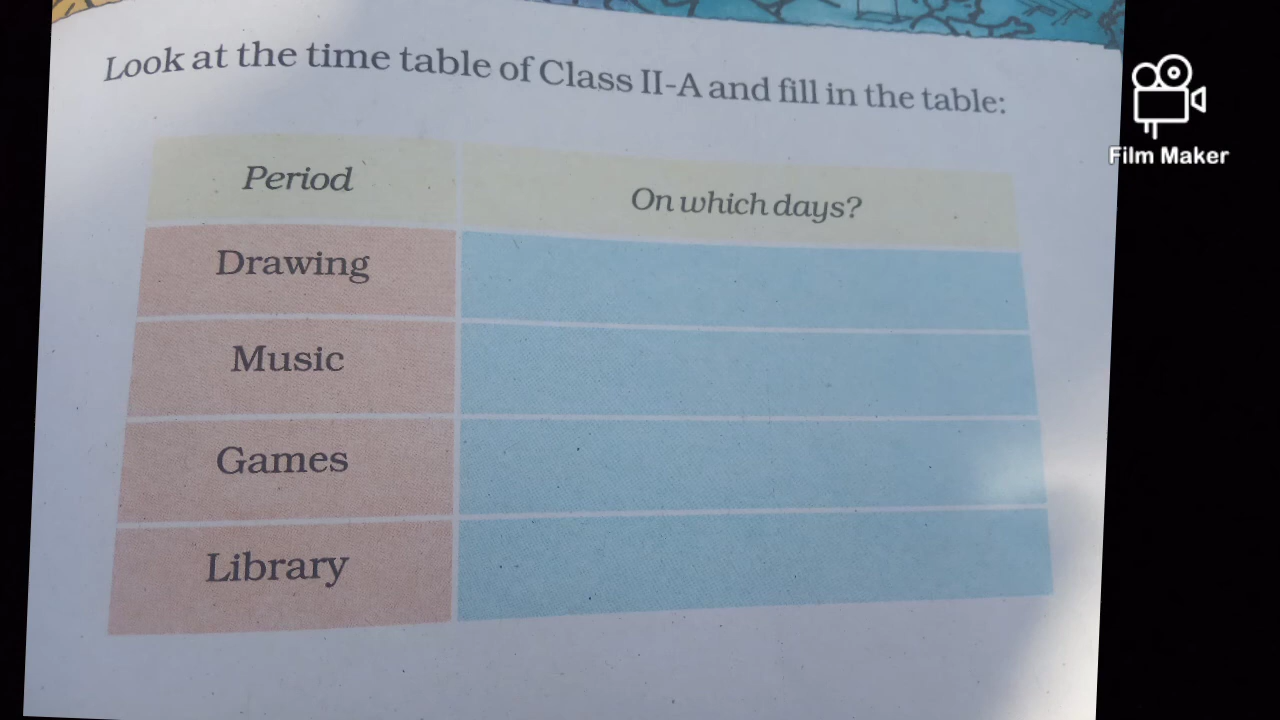 Look at the time table of Class II-A and fill in the table:
Period
On which days?
Drawing
Music
Games
Library
Film Maker